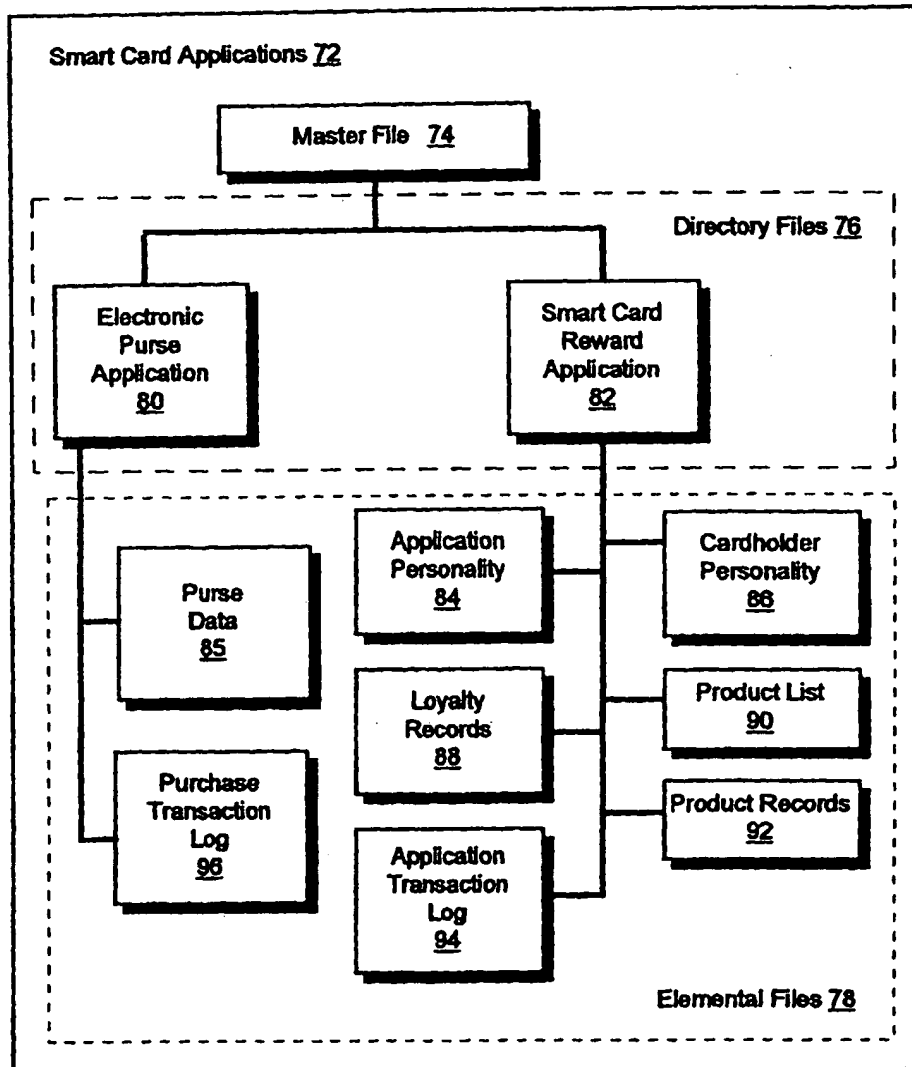 Smart Card Applications 72
Master File 74
Directory Files 76
Electronic
Purse
Application
80
Smart Card
Reward
Application
82
Purse
Data
85
Purchase
Transaction
Log
96
Application
Personality
84
Cardholder
Personality
86
Loyalty
Records
88
Product List
90
Product Records
92
Application
Transaction
Log
94
Elemental Files 78